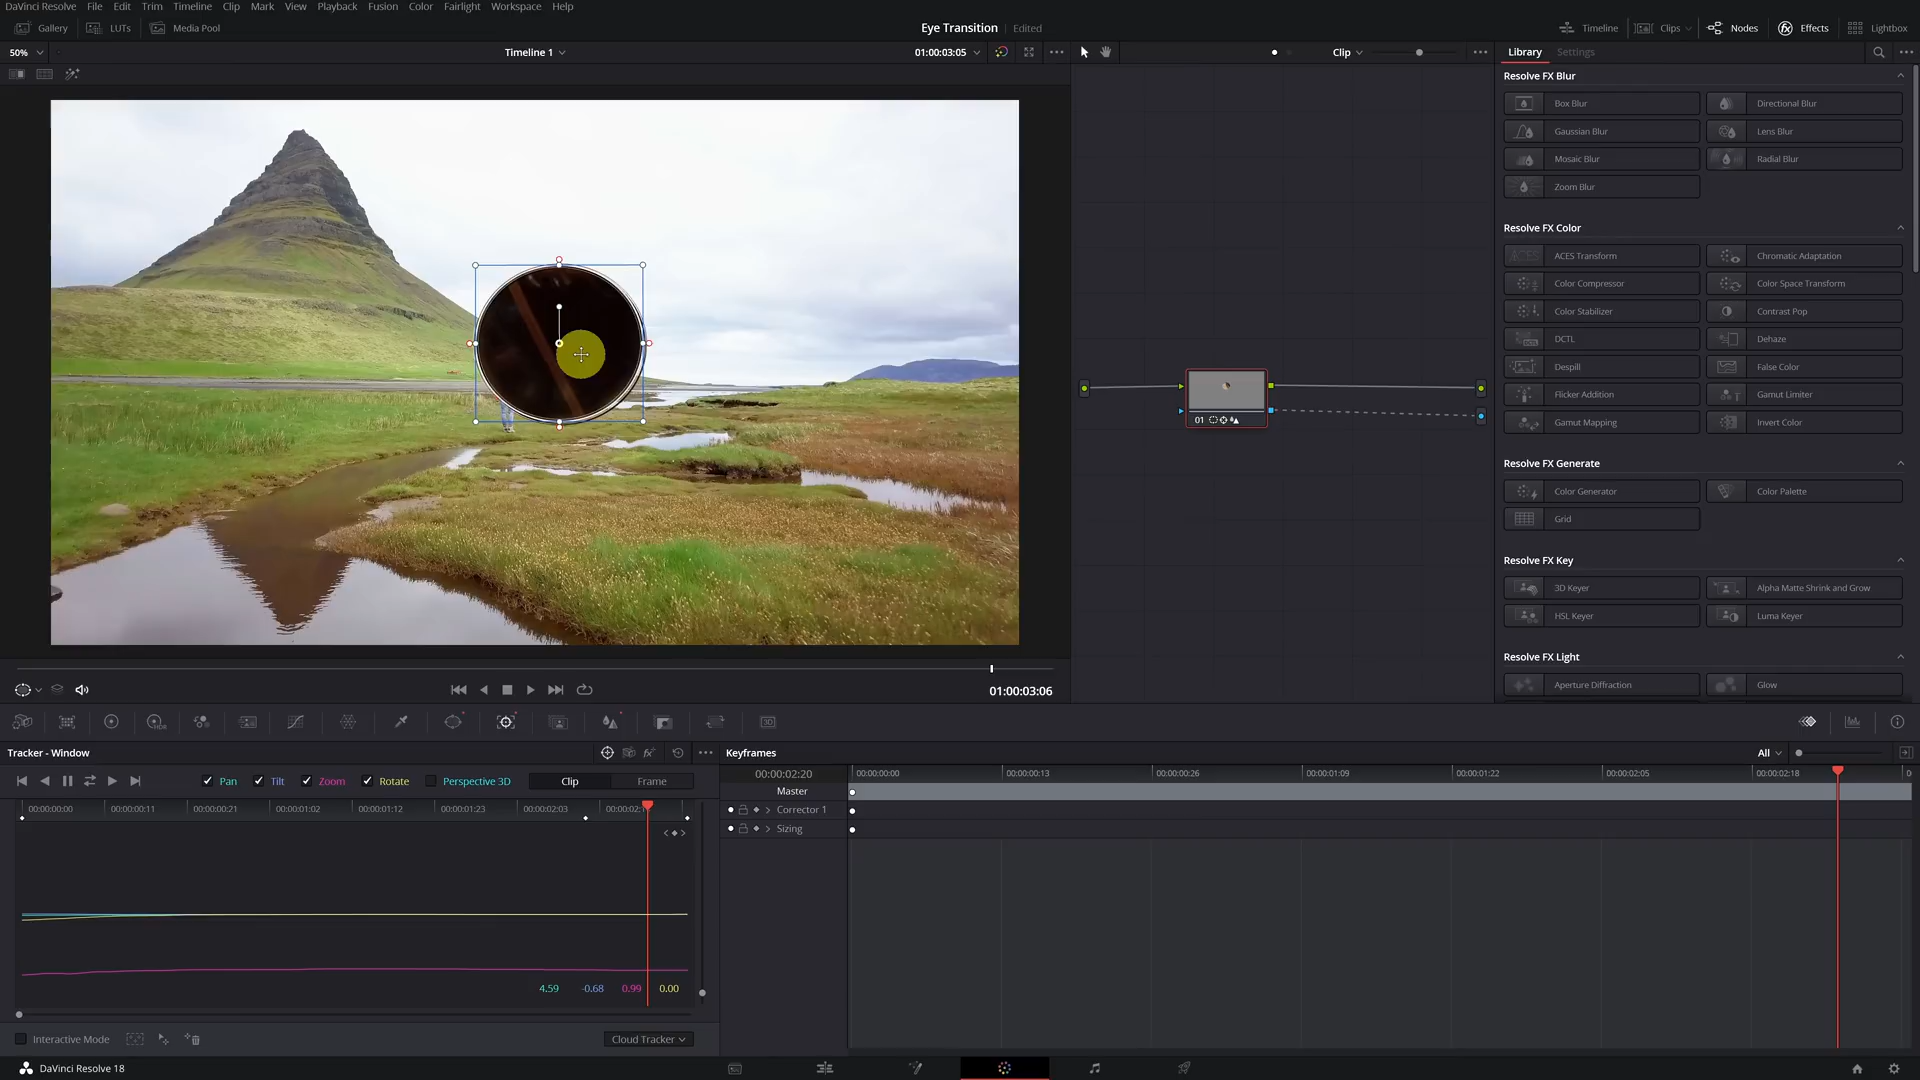 DaVinci Resolve File Edit Trim Timeline Clip Mark View Playback Fusion Color Fairlight Workspace Help
Gallery LUTs Media Pool Eye Transition Edited Timeline Clips Nodes Effects Lightbox
50% Timeline 1 01:00:03:05 Clip Library Settings
Resolve FX Blur
Box Blur Directional Blur
Gaussian Blur Lens Blur
Mosaic Blur Radial Blur
Zoom Blur
Resolve FX Color
ACES Transform Chromatic Adaptation
Color Compressor Color Space Transform
Color Stabilizer Contrast Pop
DCTL Dehaze
Despill False Color
Flicker Addition Gamut Limiter
Gamut Mapping Invert Color
01
Resolve FX Generate
Color Generator Color Palette
Grid
Resolve FX Key
3D Keyer Alpha Matte Shrink and Grow
HSL Keyer Luma Keyer
Resolve FX Light
Aperture Diffraction Glow
01:00:03:06
Tracker - Window Keyframes All
Pan Tilt Zoom Rotate Perspective 3D Clip Frame
00:00:02:20 00:00:00:00 00:00:00:13 00:00:00:26 00:00:01:09 00:00:01:22 00:00:02:05 00:00:02:18
Master
00:00:00:00 00:00:00:11 00:00:00:21 00:00:01:02 00:00:01:12 00:00:01:23 00:00:02:03
Corrector 1
Sizing
4.59 -0.68 0.99 0.00
Interactive Mode Cloud Tracker
DaVinci Resolve 18